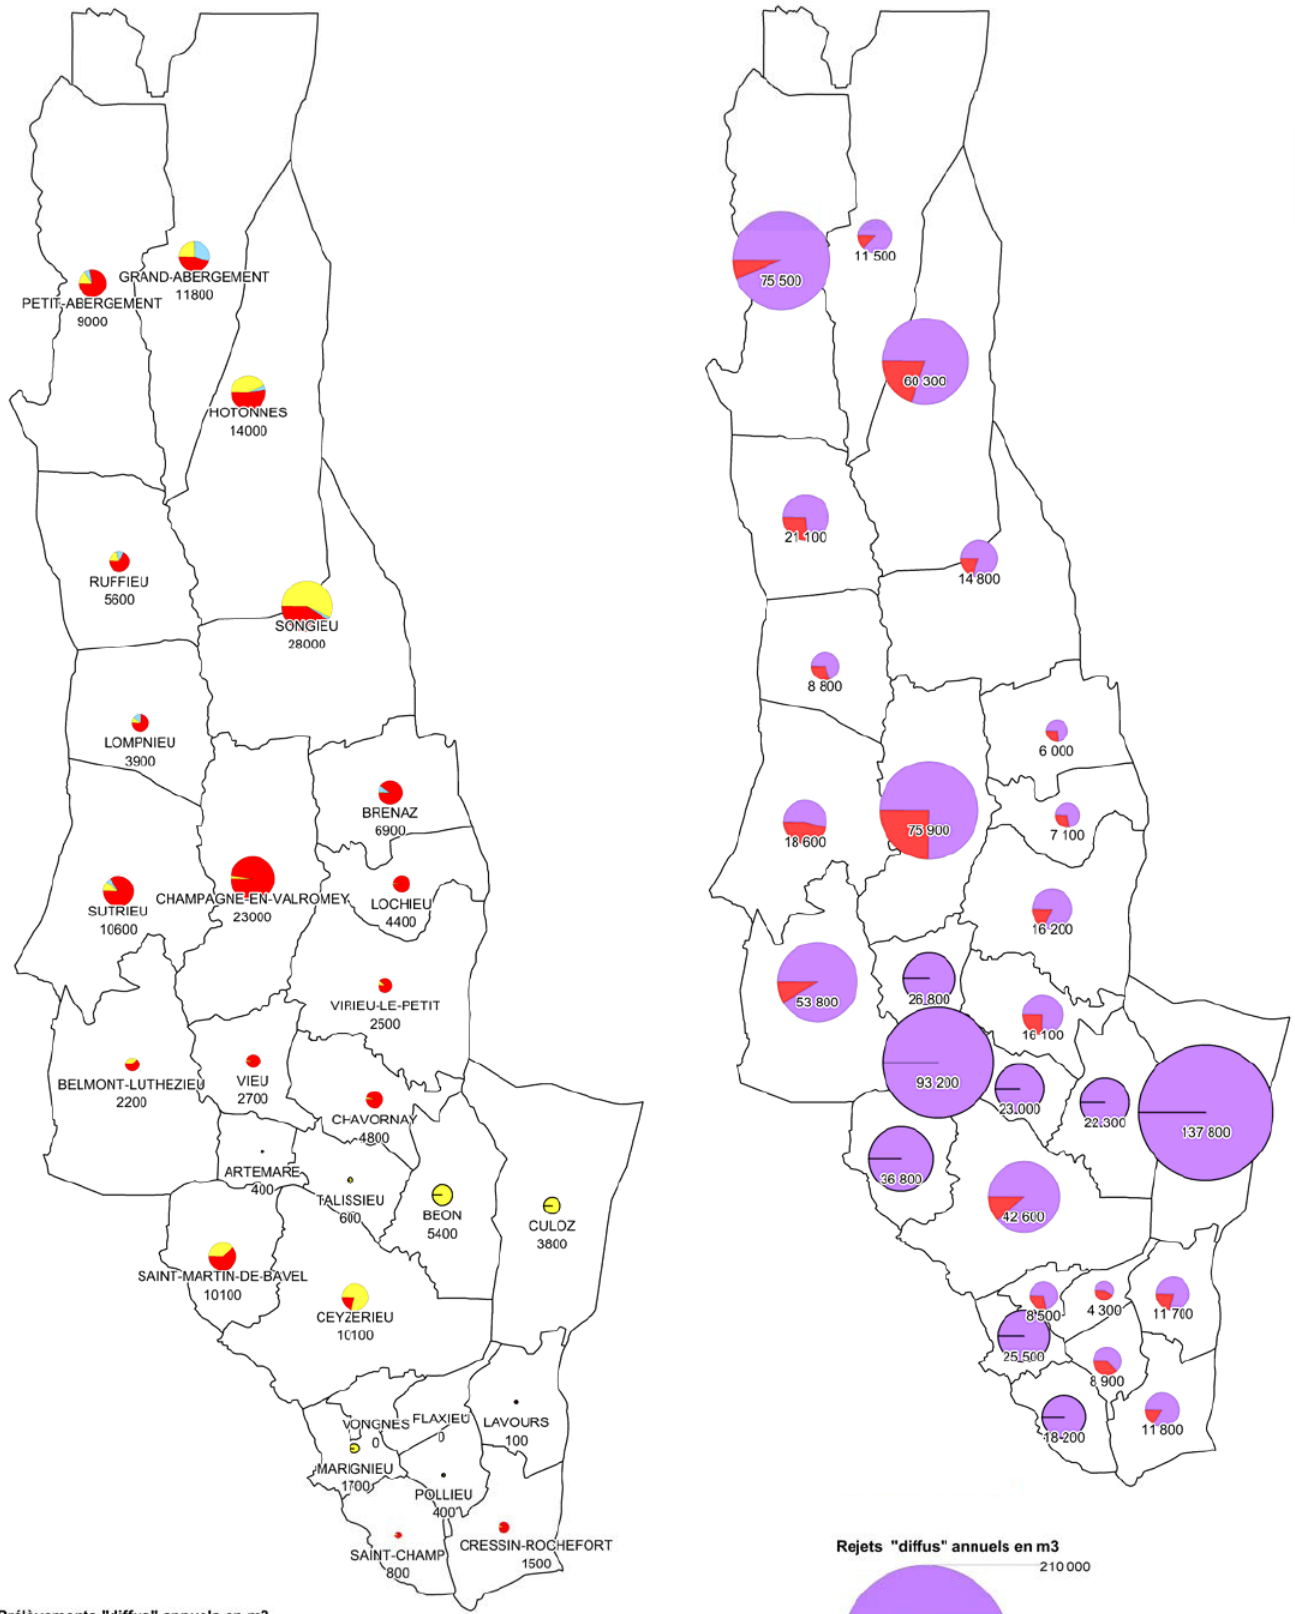 GRAND-ABERGEMENT
11800
PETIT-ABERGEMENT
9000
HOTONNES
14000
RUFFIEU
5600
SONGIEU
28000
LOMPNIEU
3900
BRENAZ
6900
CHAMPAGNE-EN-VALROMEY
23000
SUTRIEU
10600
LOCHIEU
4400
VIRIEU-LE-PETIT
2500
BELMONT-LUTHEZIEU
2200
VIEU
2700
CHAVORNAY
4800
ARTEMARE
400
TALISSIEU
600
BEON
5400
CULOZ
3800
SAINT-MARTIN-DE-BAVEL
10100
CEYZERIEU
10100
VONGNES
0
FLAXIEU
0
LAVOURS
100
MARIGNIEU
1700
POLLIEU
400
SAINT-CHAMP
800
CRESSIN-ROCHEFORT
1500
Prélèvements "diffus" annuels en m3
11 500
75 500
60 300
21 100
14 800
8 800
6 000
7 100
75 900
18 600
16 200
53 800
26 800
16 100
93 200
23 000
22 300
137 800
36 800
42 600
8 500
4 300
11 700
25 500
8 900
18 200
11 800
Rejets "diffus" annuels en m3
210 000